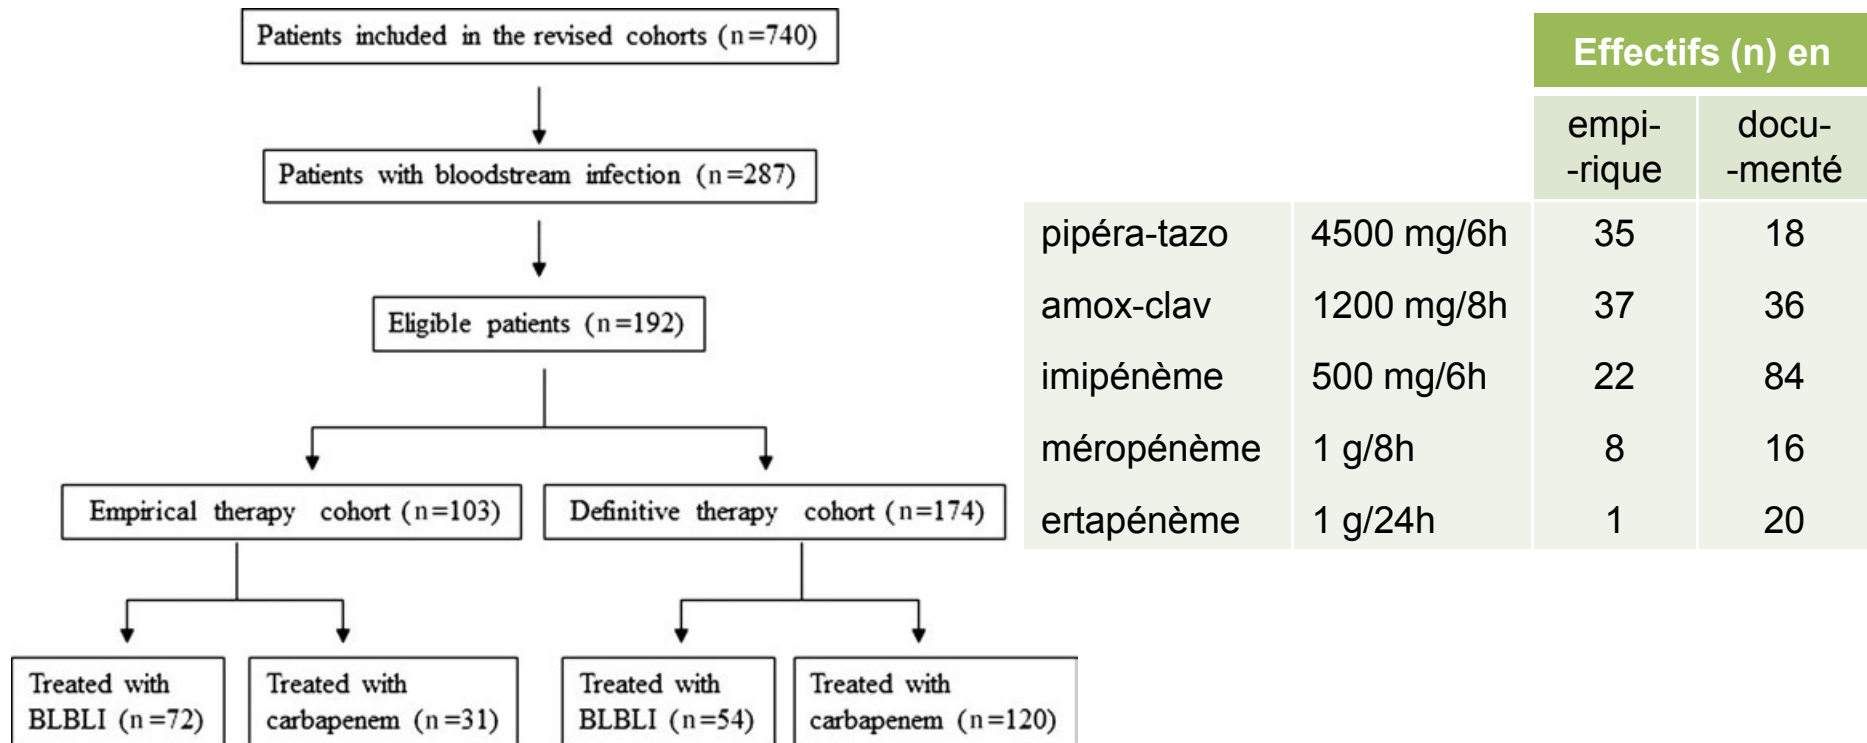 Patients included in the revised cohorts (n=740)
Patients with bloodstream infection (n=287)
Eligible patients (n=192)
Empirical therapy cohort (n=103)
Definitive therapy cohort (n=174)
Treated with
BLBLI (n=72)
Treated with
carbapenem (n=31)
Treated with
BLBLI (n=54)
Treated with
carbapenem (n=120)
Effectifs (n) en
empi-
-rique
docu-
-menté
pipéra-tazo 4500 mg/6h 35 18
amox-clav 1200 mg/8h 37 36
imipénème 500 mg/6h 22 84
méropénème 1 g/8h 8 16
ertapénème 1 g/24h 1 20